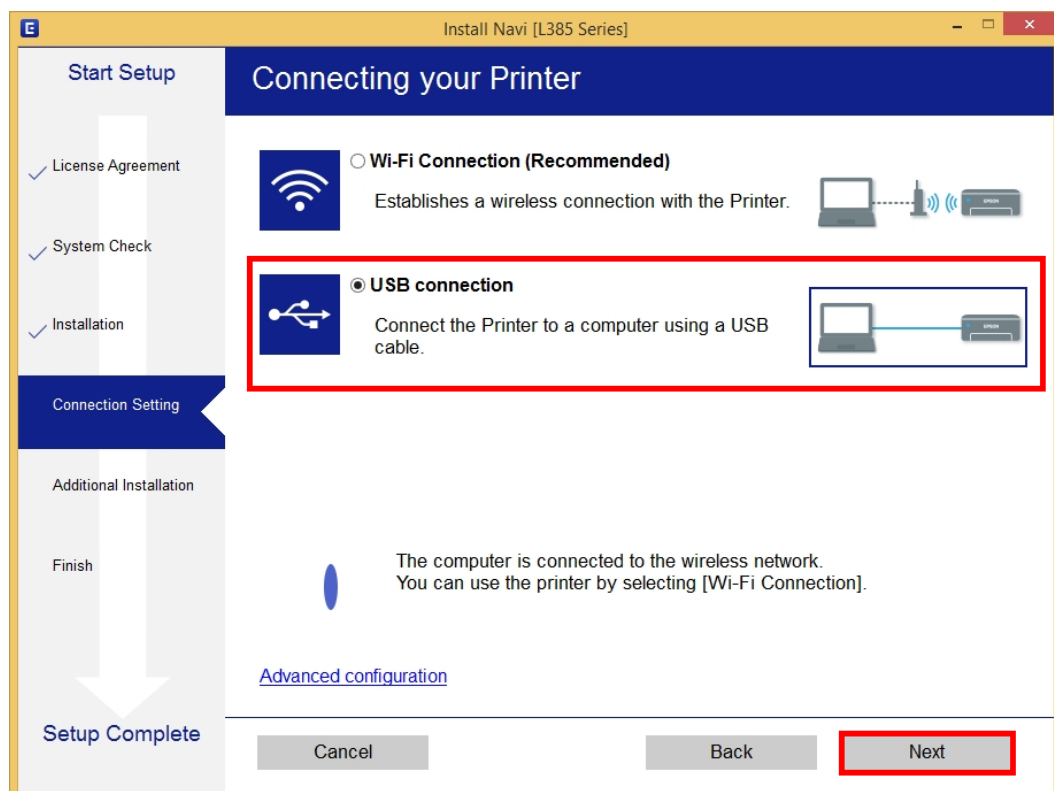 Install Navi [L385 Series]
Start Setup
License Agreement
System Check
Installation
Connection Setting
Additional Installation
Finish
Setup Complete
Connecting your Printer
Wi-Fi Connection (Recommended)
Establishes a wireless connection with the Printer.
EPSON
USB connection
Connect the Printer to a computer using a USB
cable.
EPSON
The computer is connected to the wireless network.
You can use the printer by selecting [Wi-Fi Connection].
Advanced configuration
Cancel
Back
Next